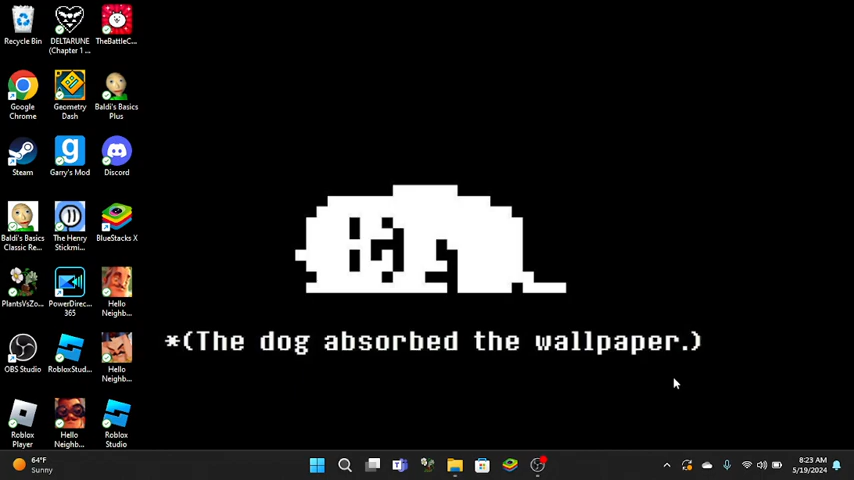 Recycle Bin
DELTARUNE
(Chapter 1 ...
TheBattleC...
Google
Chrome
Geometry
Dash
Baldi's Basics
Plus
Steam
Garry's Mod
Discord
Baldi's Basics
Classic Re...
The Henry
Stickmi...
BlueStacks X
PlantsVsZo...
PowerDirec...
365
Hello
Neighb...
OBS Studio
RobloxStud...
Hello
Neighb...
Roblox
Player
Hello
Neighb...
Roblox
Studio
*(The dog absorbed the wallpaper.)
64°F
Sunny
8:23 AM
5/19/2024